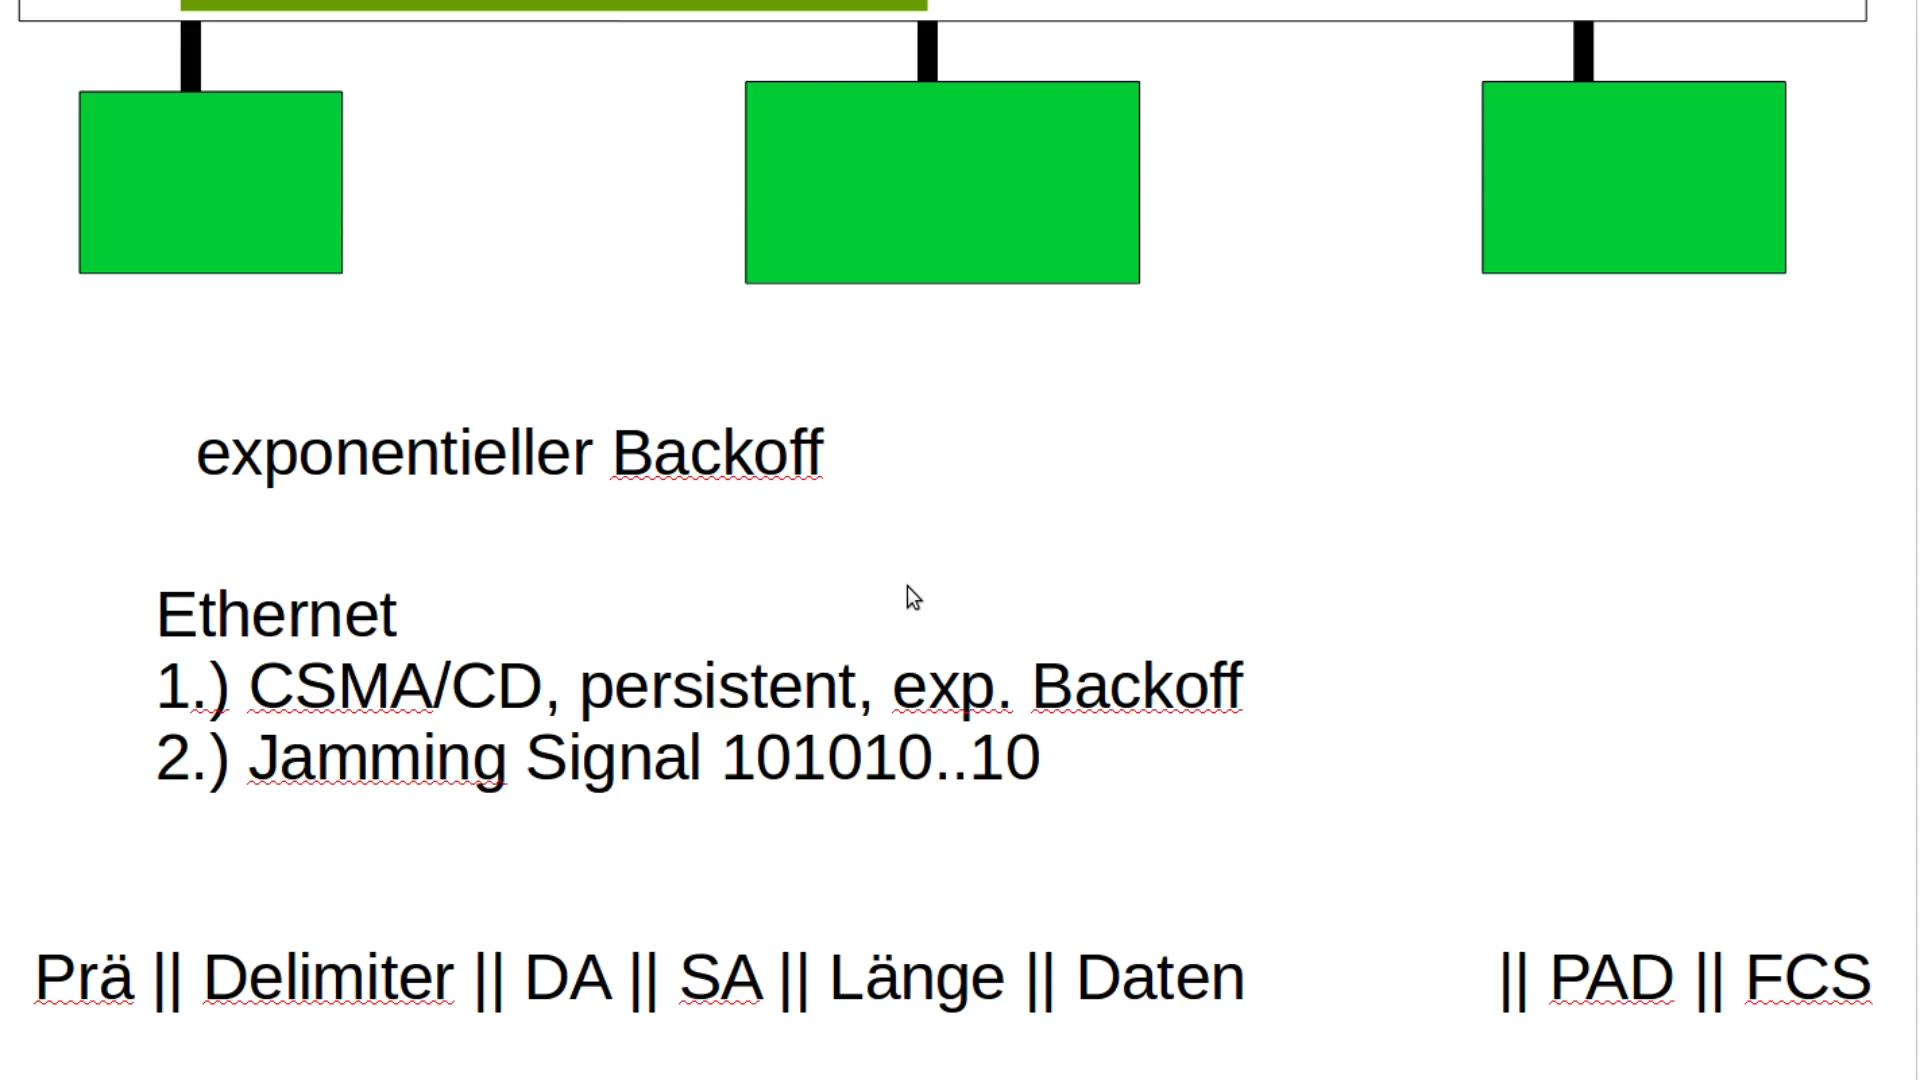 exponentieller Backoff
Ethernet
1.) CSMA/CD, persistent, exp. Backoff
2.) Jamming Signal 101010..10
Prä || Delimiter || DA || SA || Länge || Daten || PAD || FCS